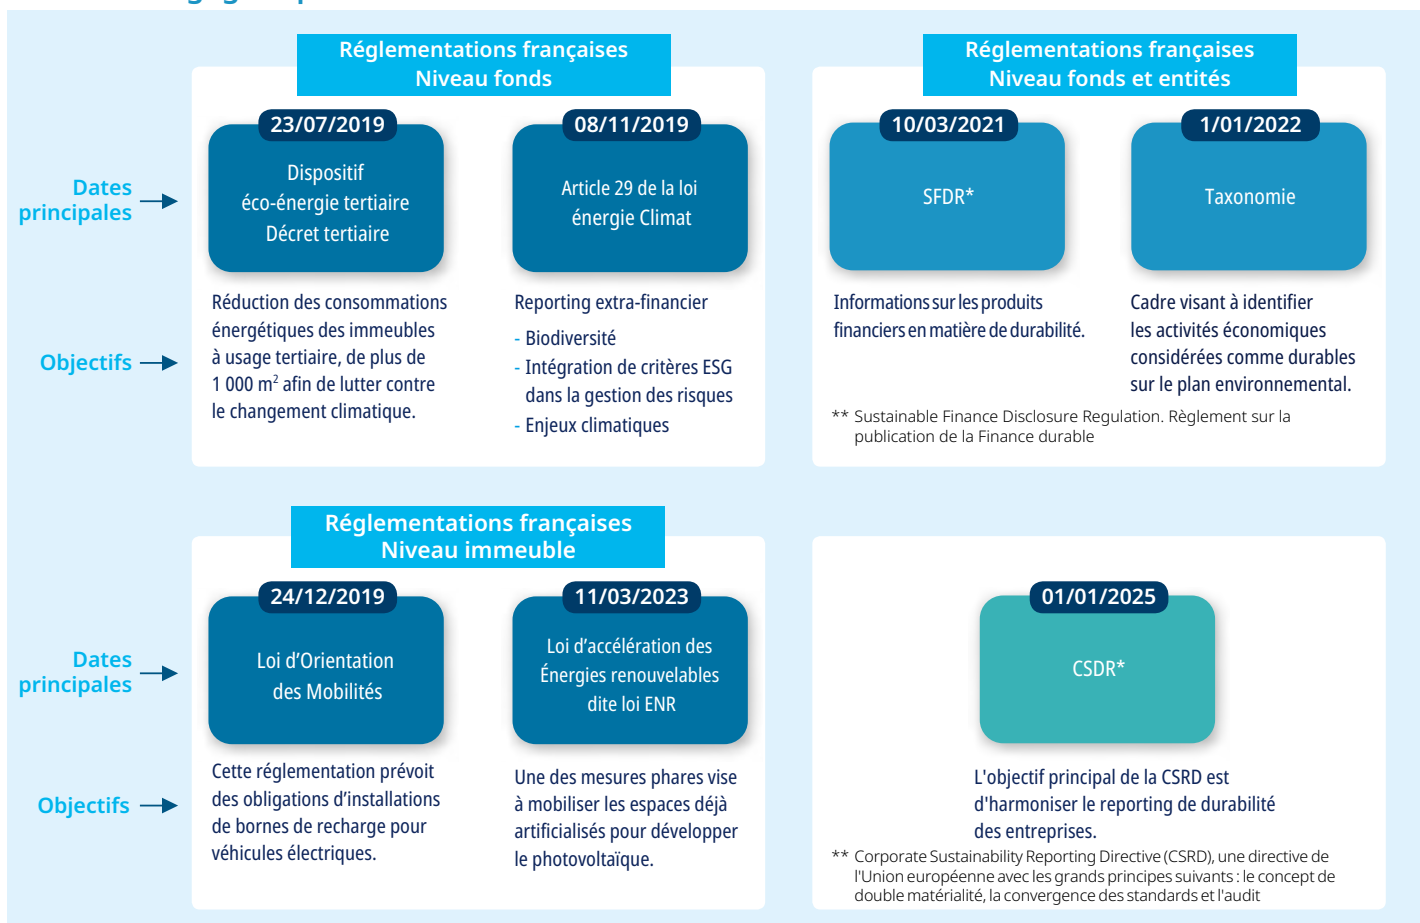 Réglementations françaises
Niveau fonds
23/07/2019
Dispositif
éco-énergie tertiaire
Décret tertiaire
08/11/2019
Article 29 de la loi
énergie Climat
Dates
principales
Réduction des consommations
énergétiques des immeubles
à usage tertiaire, de plus de
1 000 m² afin de lutter contre
le changement climatique.
Reporting extra-financier
- Biodiversité
- Intégration de critères ESG
dans la gestion des risques
- Enjeux climatiques
Objectifs
Réglementations françaises
Niveau fonds et entités
10/03/2021
SFDR*
1/01/2022
Taxonomie
Informations sur les produits
financiers en matière de durabilité.
Cadre visant à identifier
les activités économiques
considérées comme durables
sur le plan environnemental.
** Sustainable Finance Disclosure Regulation. Règlement sur la
publication de la Finance durable
Réglementations françaises
Niveau immeuble
24/12/2019
Loi d’Orientation
des Mobilités
11/03/2023
Loi d’accélération des
Énergies renouvelables
dite loi ENR
Dates
principales
Cette réglementation prévoit
des obligations d’installations
de bornes de recharge pour
véhicules électriques.
Une des mesures phares vise
à mobiliser les espaces déjà
artificialisés pour développer
le photovoltaïque.
Objectifs
01/01/2025
CSDR*
L'objectif principal de la CSRD est
d'harmoniser le reporting de durabilité
des entreprises.
** Corporate Sustainability Reporting Directive (CSRD), une directive de
l'Union européenne avec les grands principes suivants : le concept de
double matérialité, la convergence des standards et l'audit